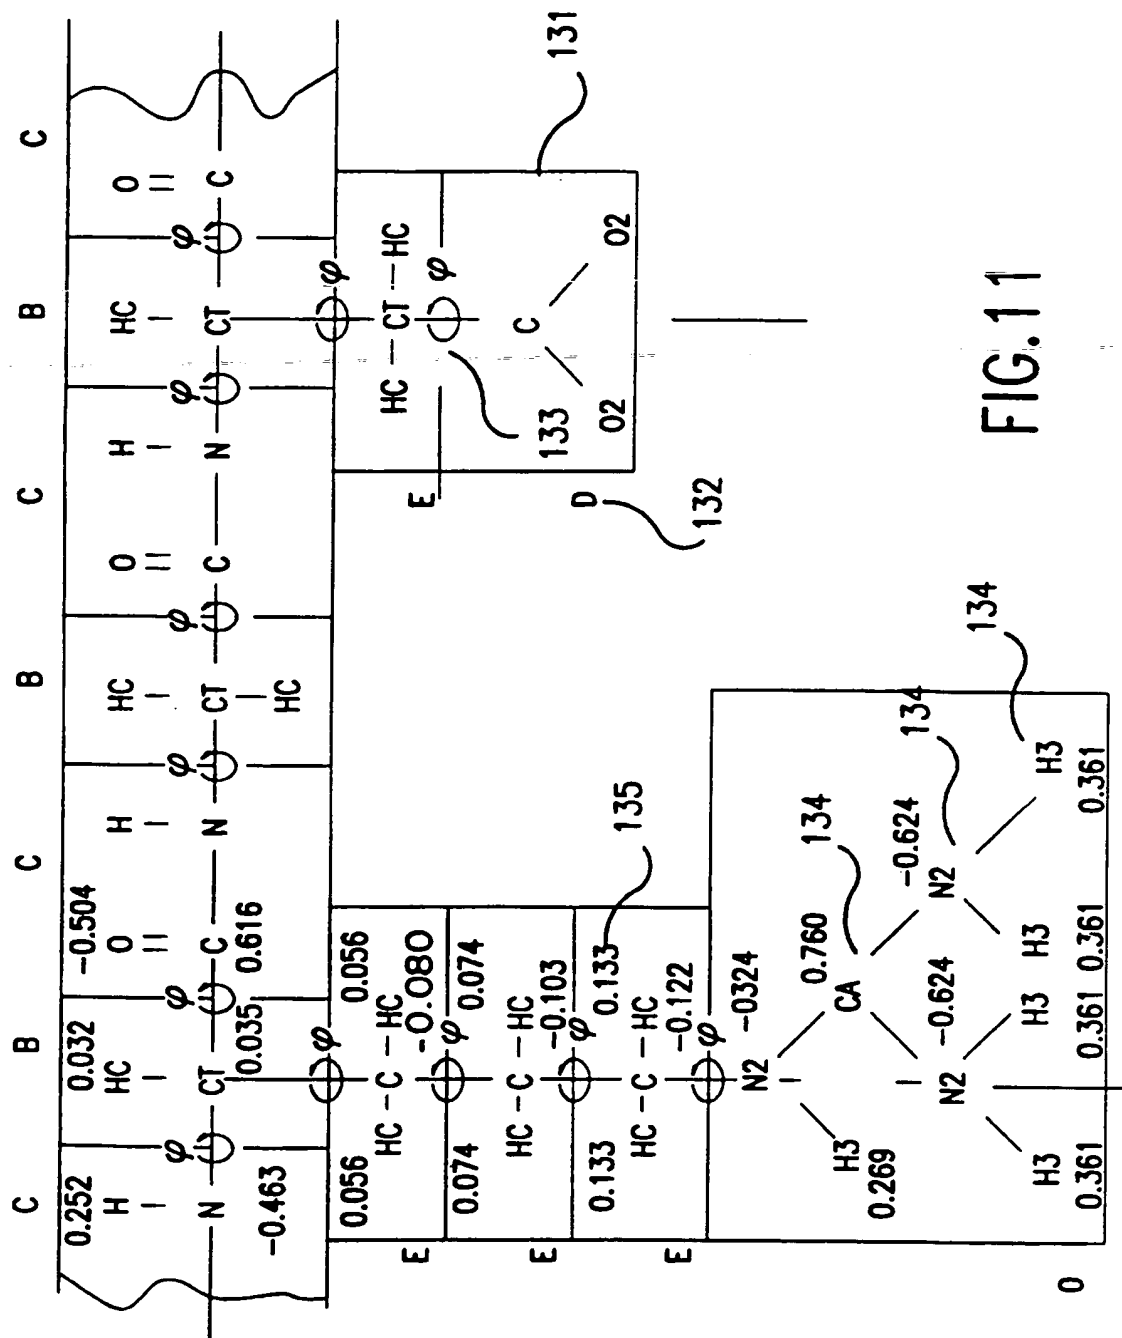 C B C B C B C
0.252 0.032 -0.504
H HC O H HC O H HC O
φ φ φ φ φ φ
N CT C N CT C N CT C
-0.463 0.035 0.616 HC
φ φ
0.056 0.056
HC C HC HC CT HC
-0.080
E φ E φ
0.074 0.074
HC C HC C
-0.103 133
E φ O2 O2 131
0.133 0.133 D
HC C HC
-0.122 135
E φ 132
N2 -0324
0.760 134
H3 CA -0.624 134 134
0.269 -0.624
N2 N2
H3 H3 H3 H3
0.361 0.361 0.361 0.361
O
FIG.11